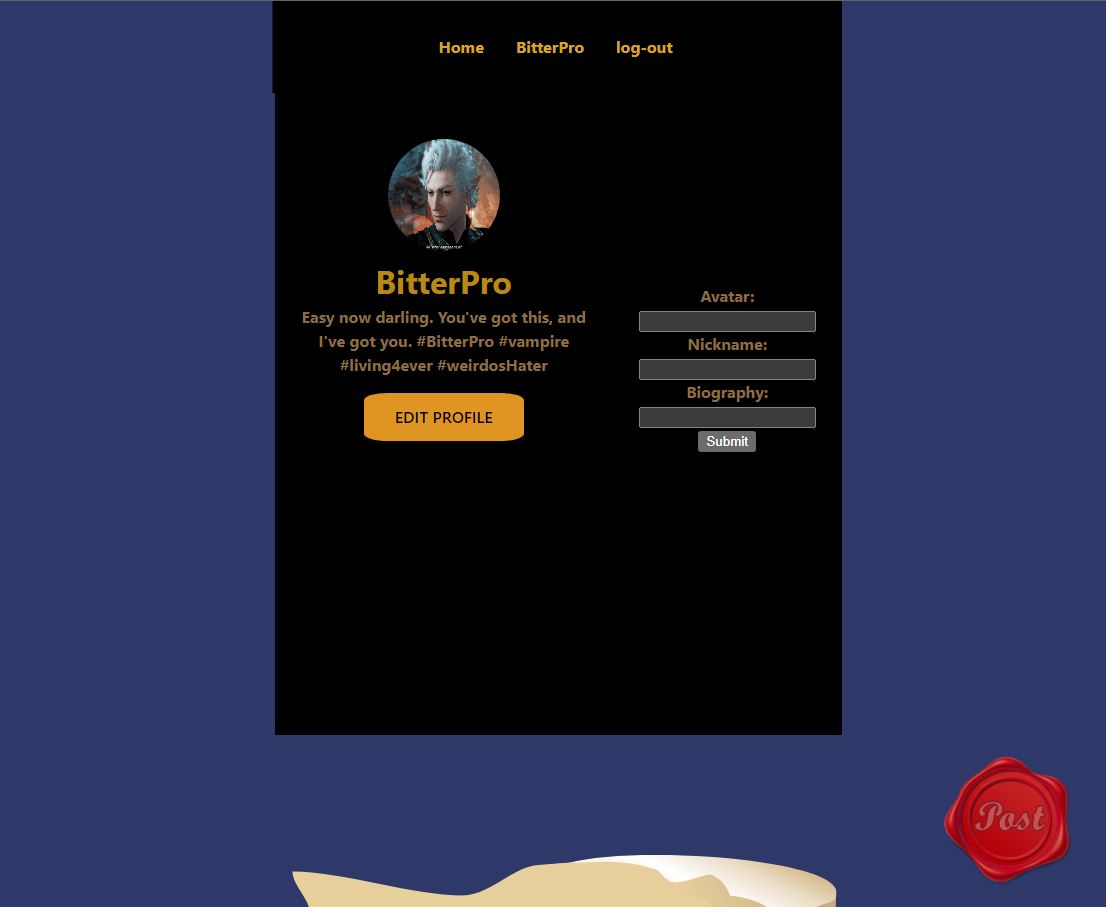 Home BitterPro log-out
BitterPro
Easy now darling. You've got this, and
I've got you. #BitterPro #vampire
#living4ever #weirdosHater
EDIT PROFILE
Avatar:
Nickname:
Biography:
Submit
Post